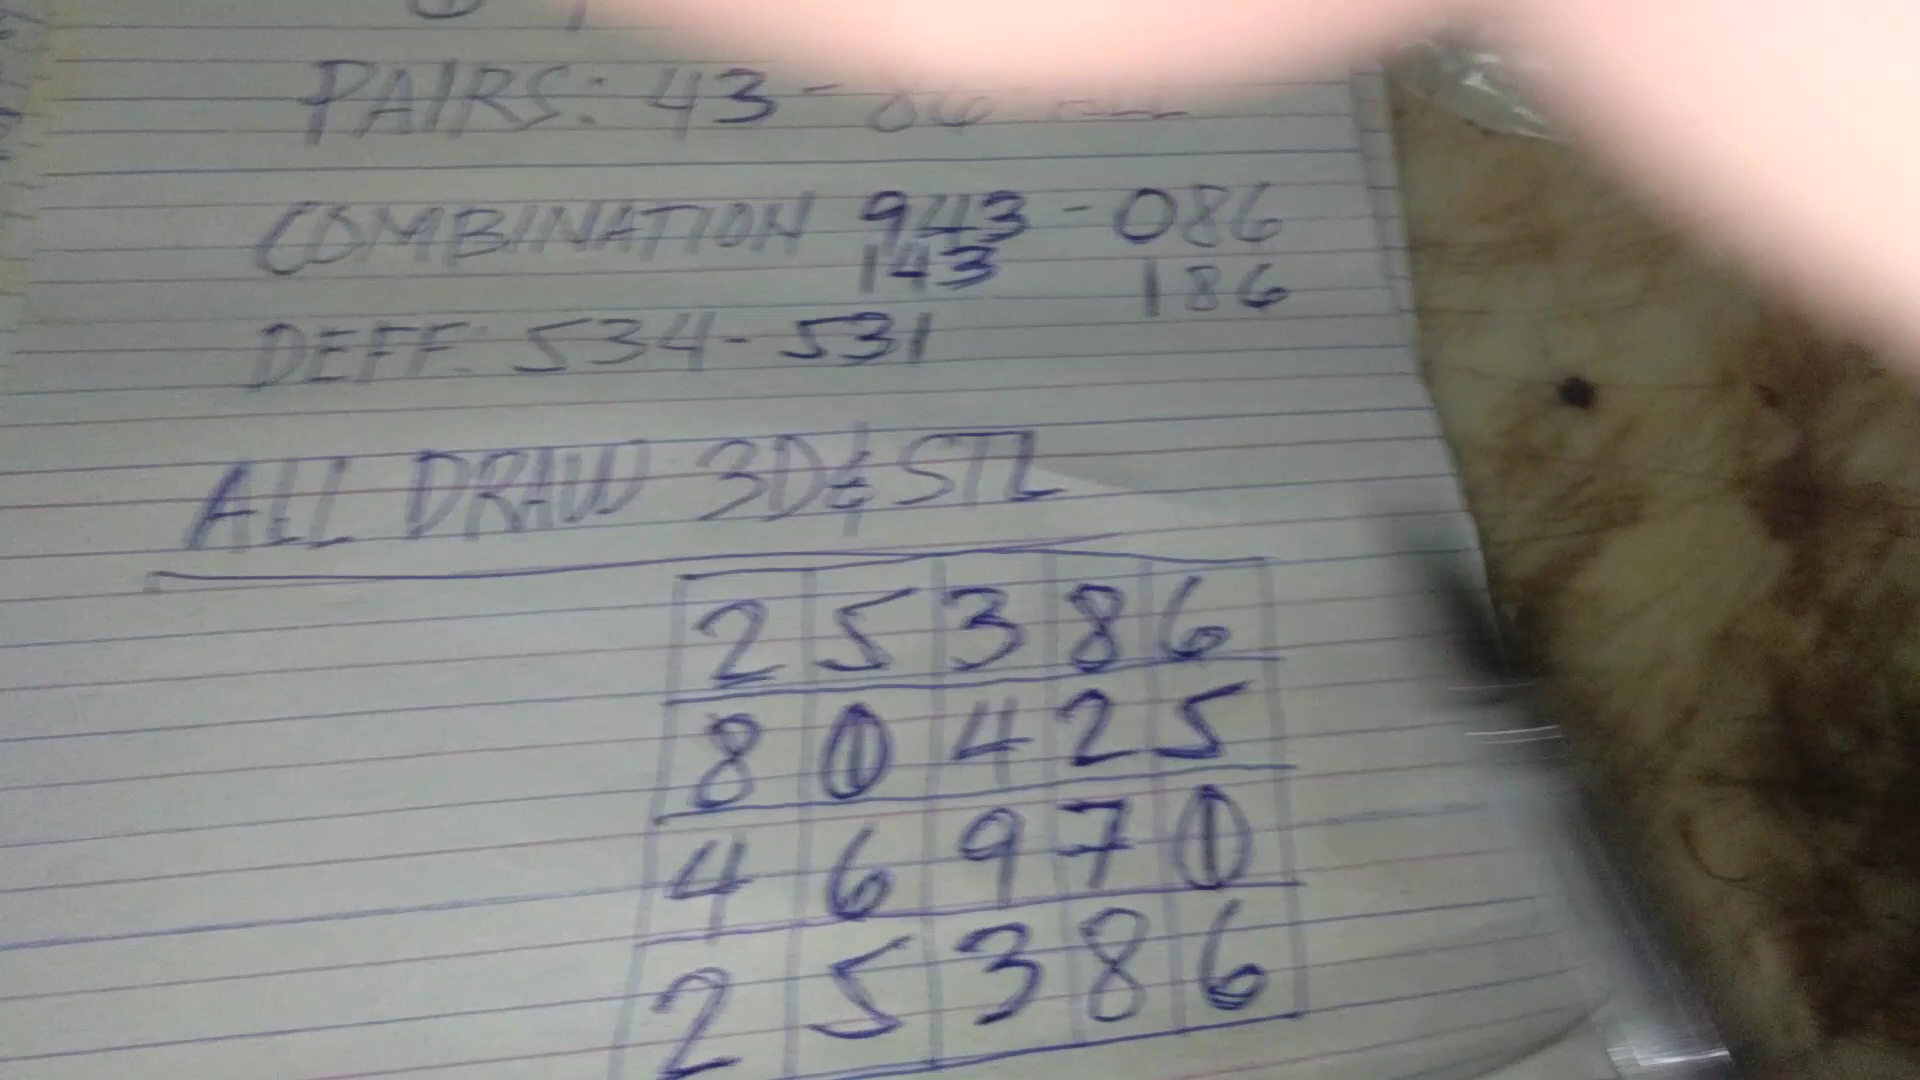 PAIRS: 43 - 86
COMBINATION 943 - 086
143 186
DEFF: 534 - 531
ALL DRAW 3D & STL
2 5 3 8 6
8 0 4 2 5
4 6 9 7 0
2 5 3 8 6